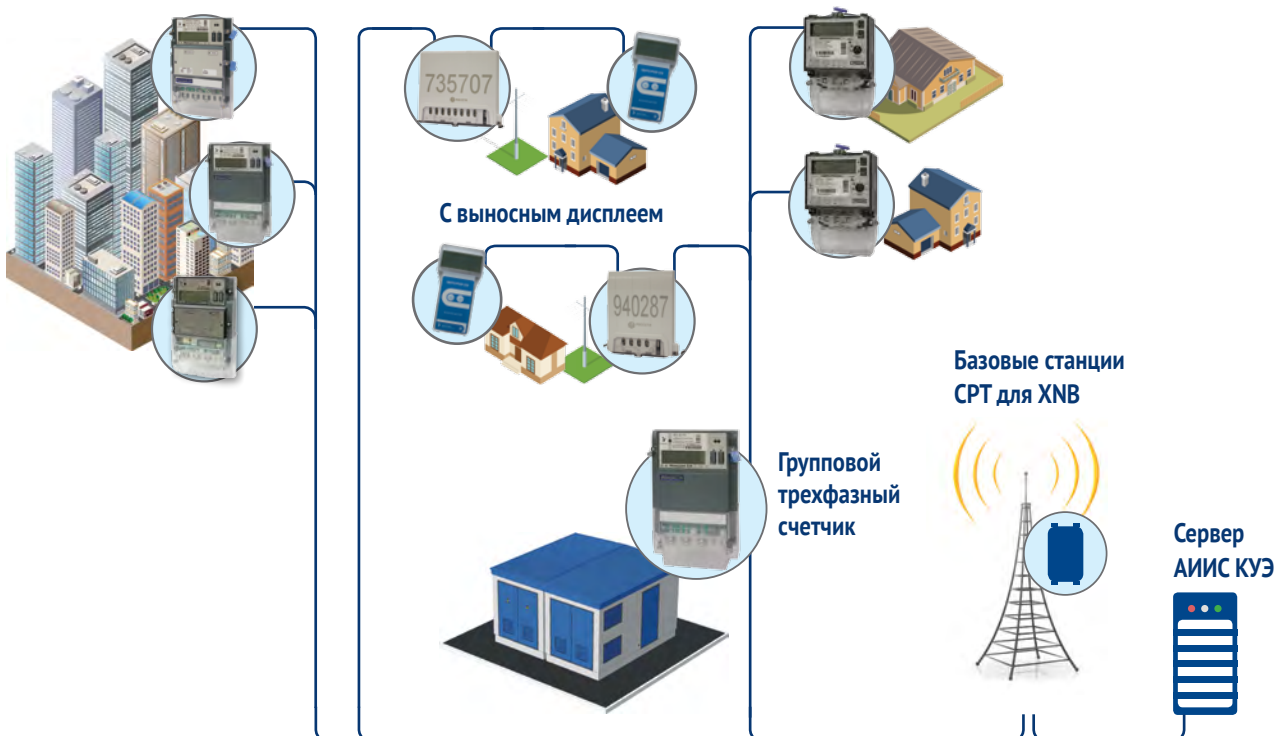 735707
С выносным дисплеем
940287
Базовые станции
СРТ для XNB
Групповой
трехфазный
счетчик
Сервер
АИИС КУЭ